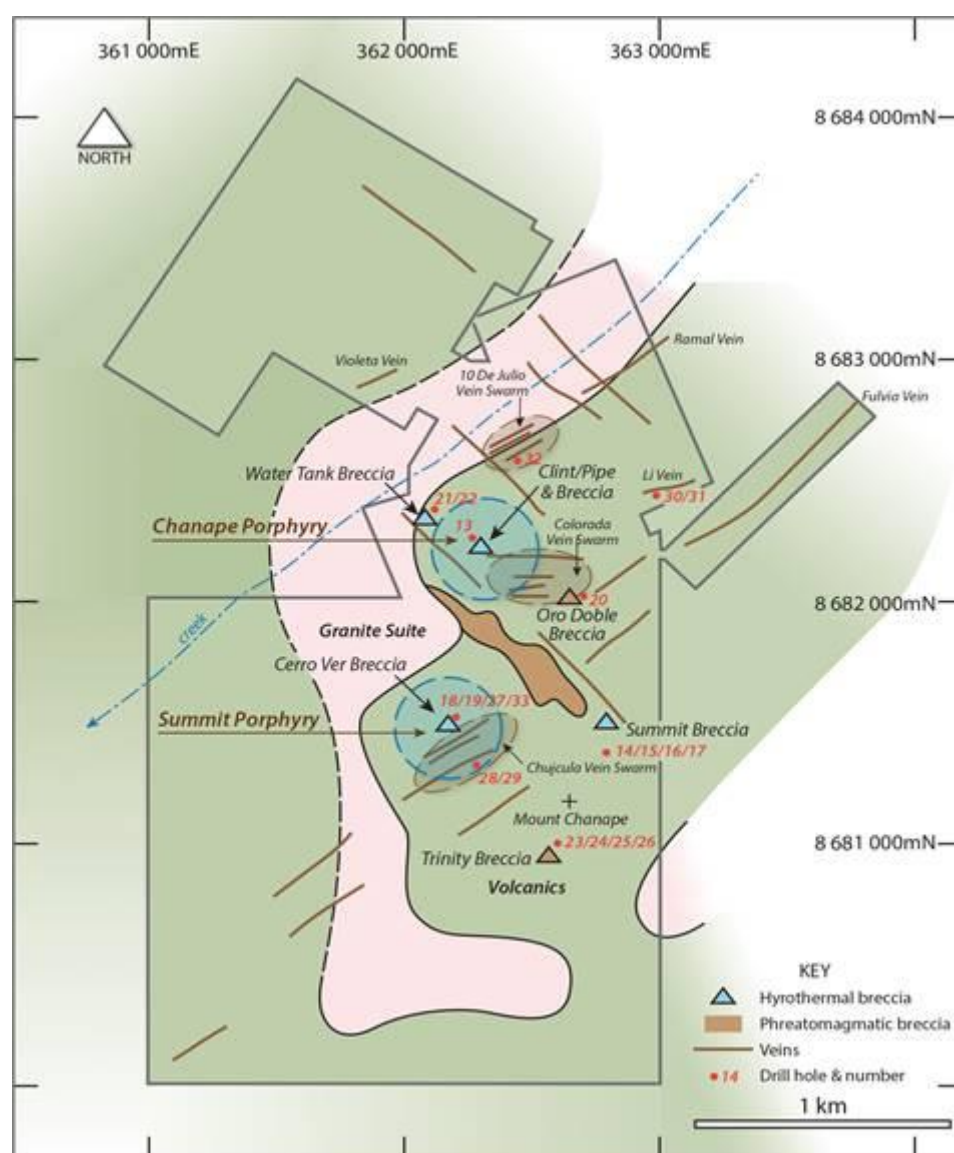 361 000mE
362 000mE
363 000mE
8 684 000mN
NORTH
8 683 000mN
Ramal Vein
Violeta Vein
10 De Julio
Vein Swarm
Fulvia Vein
32
Water Tank Breccia
Clint/Pipe
& Breccia
Li Vein
30/31
21/22
Chanape Porphyry
13
Colorada
Vein Swarm
20
8 682 000mN
Oro Doble
Breccia
creek
Granite Suite
Cerro Ver Breccia
18/19/27/33
Summit Porphyry
Summit Breccia
14/15/16/17
Chujcula Vein Swarm
28/29
Mount Chanape
23/24/25/26
8 681 000mN
Trinity Breccia
Volcanics
KEY
Hyrothermal breccia
Phreatomagmatic breccia
Veins
14 Drill hole & number
1 km